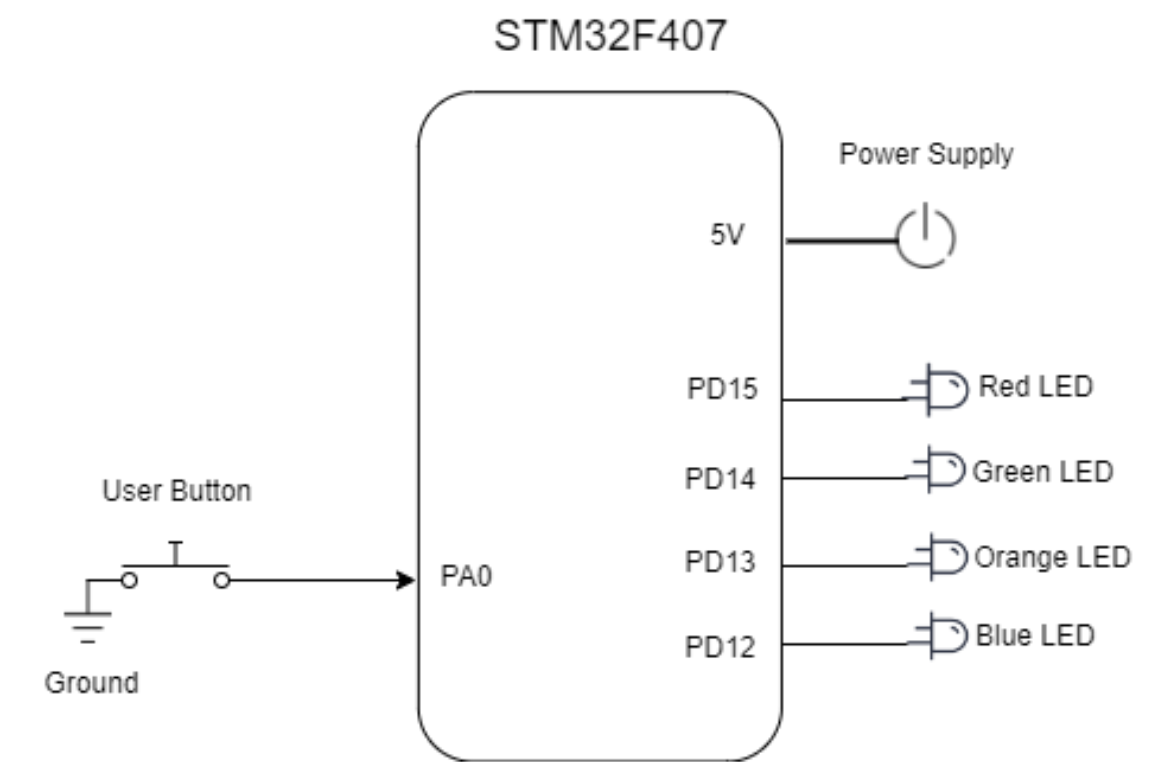 STM32F407
Power Supply
5V
PD15
Red LED
PD14
Green LED
User Button
PD13
Orange LED
PA0
PD12
Blue LED
Ground